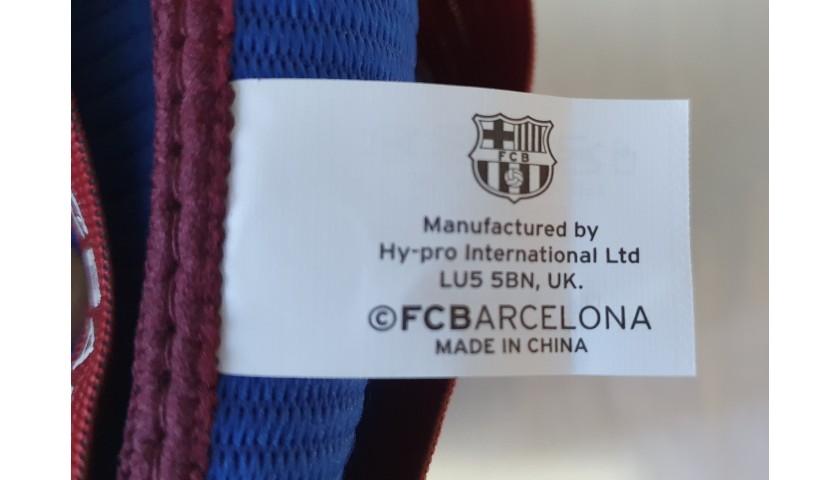 FCB
Manufactured by
Hy-pro International Ltd
LU5 5BN, UK.
©FCBARCELONA
MADE IN CHINA